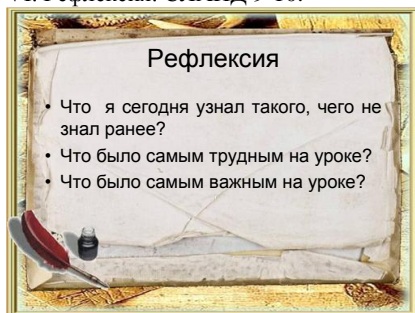 Рефлексия
• Что я сегодня узнал такого, чего не
знал ранее?
• Что было самым трудным на уроке?
• Что было самым важным на уроке?